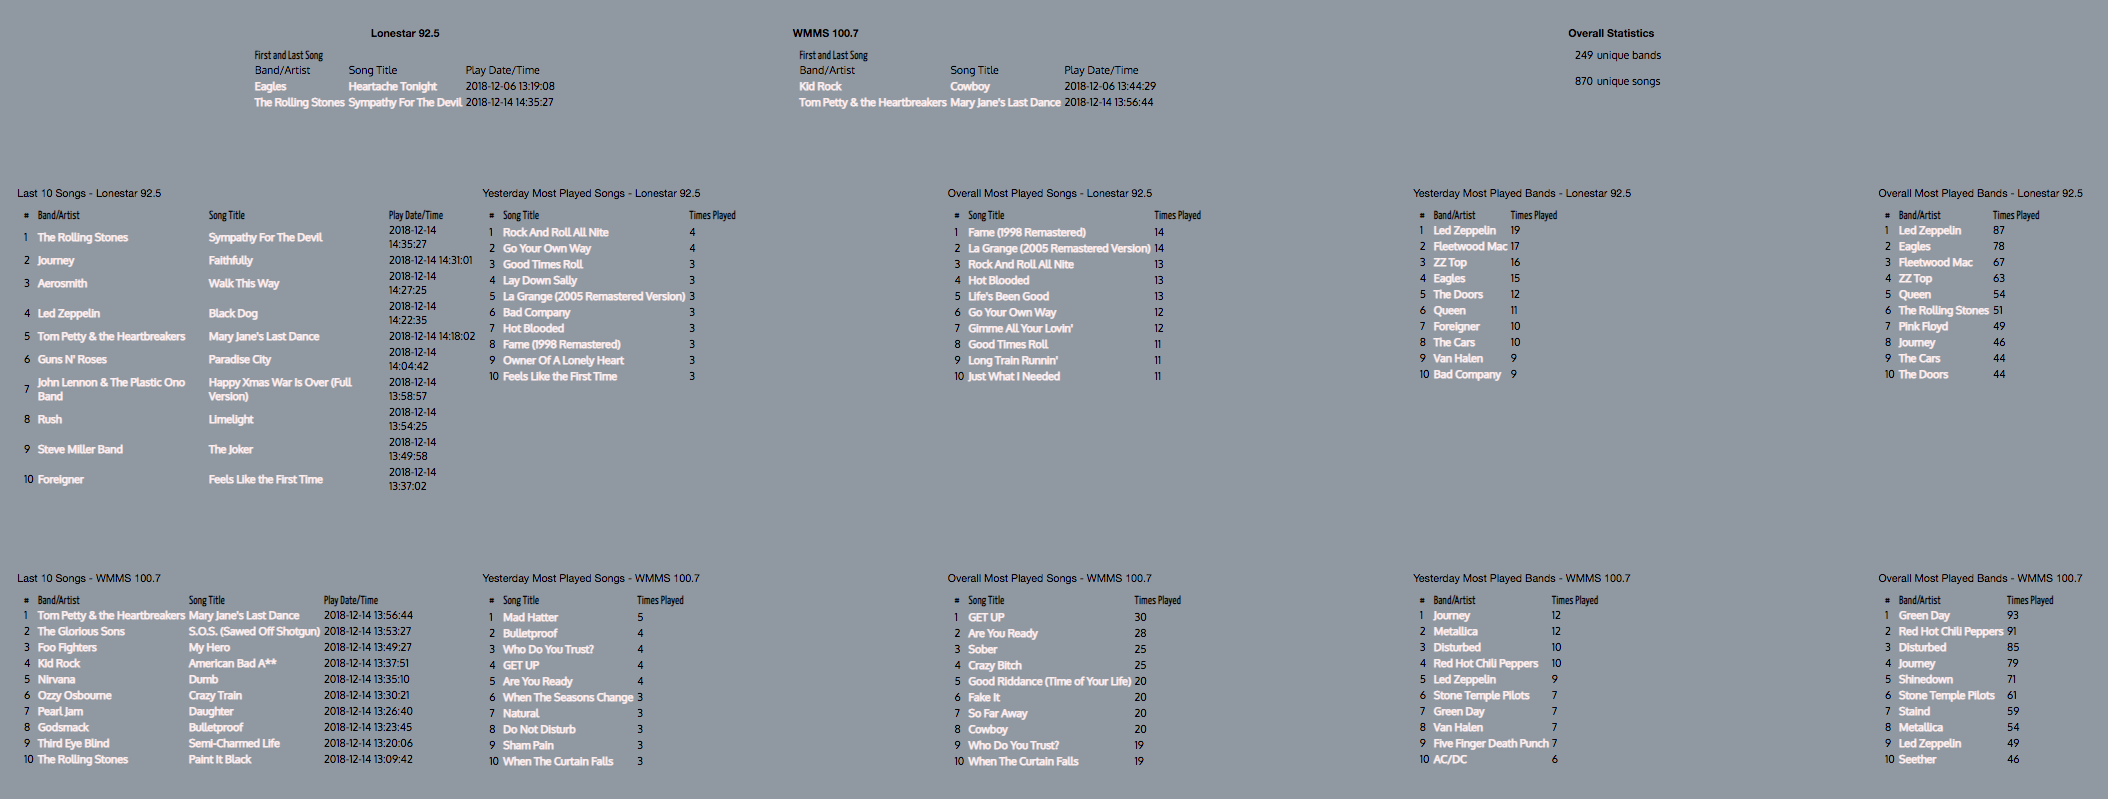 Lonestar 92.5
First and Last Song
Band/Artist Song Title Play Date/Time
Eagles Heartache Tonight 2018-12-06 13:19:08
The Rolling Stones Sympathy For The Devil 2018-12-14 14:35:27
WMMS 100.7
First and Last Song
Band/Artist Song Title Play Date/Time
Kid Rock Cowboy 2018-12-06 13:44:29
Tom Petty & the Heartbreakers Mary Jane's Last Dance 2018-12-14 13:56:44
Overall Statistics
249 unique bands
870 unique songs
Last 10 Songs - Lonestar 92.5
# Band/Artist Song Title Play Date/Time
1 The Rolling Stones Sympathy For The Devil 2018-12-14
14:35:27
2 Journey Faithfully 2018-12-14 14:31:01
3 Aerosmith Walk This Way 2018-12-14
14:27:25
4 Led Zeppelin Black Dog 2018-12-14
14:22:35
5 Tom Petty & the Heartbreakers Mary Jane's Last Dance 2018-12-14 14:18:02
6 Guns N' Roses Paradise City 2018-12-14
14:04:42
7 John Lennon & The Plastic Ono Happy Xmas War Is Over (Full 2018-12-14
Band Version) 13:58:57
8 Rush Limelight 2018-12-14
13:54:25
9 Steve Miller Band The Joker 2018-12-14
13:49:58
10 Foreigner Feels Like the First Time 2018-12-14
13:37:02
Yesterday Most Played Songs - Lonestar 92.5
# Song Title Times Played
1 Rock And Roll All Nite 4
2 Go Your Own Way 4
3 Good Times Roll 3
4 Lay Down Sally 3
5 La Grange (2005 Remastered Version) 3
6 Bad Company 3
7 Hot Blooded 3
8 Fame (1998 Remastered) 3
9 Owner Of A Lonely Heart 3
10 Feels Like the First Time 3
Overall Most Played Songs - Lonestar 92.5
# Song Title Times Played
1 Fame (1998 Remastered) 14
2 La Grange (2005 Remastered Version) 14
3 Rock And Roll All Nite 13
4 Hot Blooded 13
5 Life's Been Good 13
6 Go Your Own Way 12
7 Gimme All Your Lovin' 12
8 Good Times Roll 11
9 Long Train Runnin' 11
10 Just What I Needed 11
Yesterday Most Played Bands - Lonestar 92.5
# Band/Artist Times Played
1 Led Zeppelin 19
2 Fleetwood Mac 17
3 ZZ Top 16
4 Eagles 15
5 The Doors 12
6 Queen 11
7 Foreigner 10
8 The Cars 10
9 Van Halen 9
10 Bad Company 9
Overall Most Played Bands - Lonestar 92.5
# Band/Artist Times Played
1 Led Zeppelin 87
2 Eagles 78
3 Fleetwood Mac 67
4 ZZ Top 63
5 Queen 54
6 The Rolling Stones 51
7 Pink Floyd 49
8 Journey 46
9 The Cars 44
10 The Doors 44
Last 10 Songs - WMMS 100.7
# Band/Artist Song Title Play Date/Time
1 Tom Petty & the Heartbreakers Mary Jane's Last Dance 2018-12-14 13:56:44
2 The Glorious Sons S.O.S. (Sawed Off Shotgun) 2018-12-14 13:53:27
3 Foo Fighters My Hero 2018-12-14 13:49:27
4 Kid Rock American Bad A** 2018-12-14 13:37:51
5 Nirvana Dumb 2018-12-14 13:35:10
6 Ozzy Osbourne Crazy Train 2018-12-14 13:30:21
7 Pearl Jam Daughter 2018-12-14 13:26:40
8 Godsmack Bulletproof 2018-12-14 13:23:45
9 Third Eye Blind Semi-Charmed Life 2018-12-14 13:20:06
10 The Rolling Stones Paint It Black 2018-12-14 13:09:42
Yesterday Most Played Songs - WMMS 100.7
# Song Title Times Played
1 Mad Hatter 5
2 Bulletproof 4
3 Who Do You Trust? 4
4 GET UP 4
5 Are You Ready 4
6 When The Seasons Change 3
7 Natural 3
8 Do Not Disturb 3
9 Sham Pain 3
10 When The Curtain Falls 3
Overall Most Played Songs - WMMS 100.7
# Song Title Times Played
1 GET UP 30
2 Are You Ready 28
3 Sober 25
4 Crazy Bitch 25
5 Good Riddance (Time of Your Life) 20
6 Fake It 20
7 So Far Away 20
8 Cowboy 20
9 Who Do You Trust? 19
10 When The Curtain Falls 19
Yesterday Most Played Bands - WMMS 100.7
# Band/Artist Times Played
1 Journey 12
2 Metallica 12
3 Disturbed 10
4 Red Hot Chili Peppers 10
5 Led Zeppelin 9
6 Stone Temple Pilots 7
7 Green Day 7
8 Van Halen 7
9 Five Finger Death Punch 7
10 AC/DC 6
Overall Most Played Bands - WMMS 100.7
# Band/Artist Times Played
1 Green Day 93
2 Red Hot Chili Peppers 91
3 Disturbed 85
4 Journey 79
5 Shinedown 71
6 Stone Temple Pilots 61
7 Staind 59
8 Metallica 54
9 Led Zeppelin 49
10 Seether 46